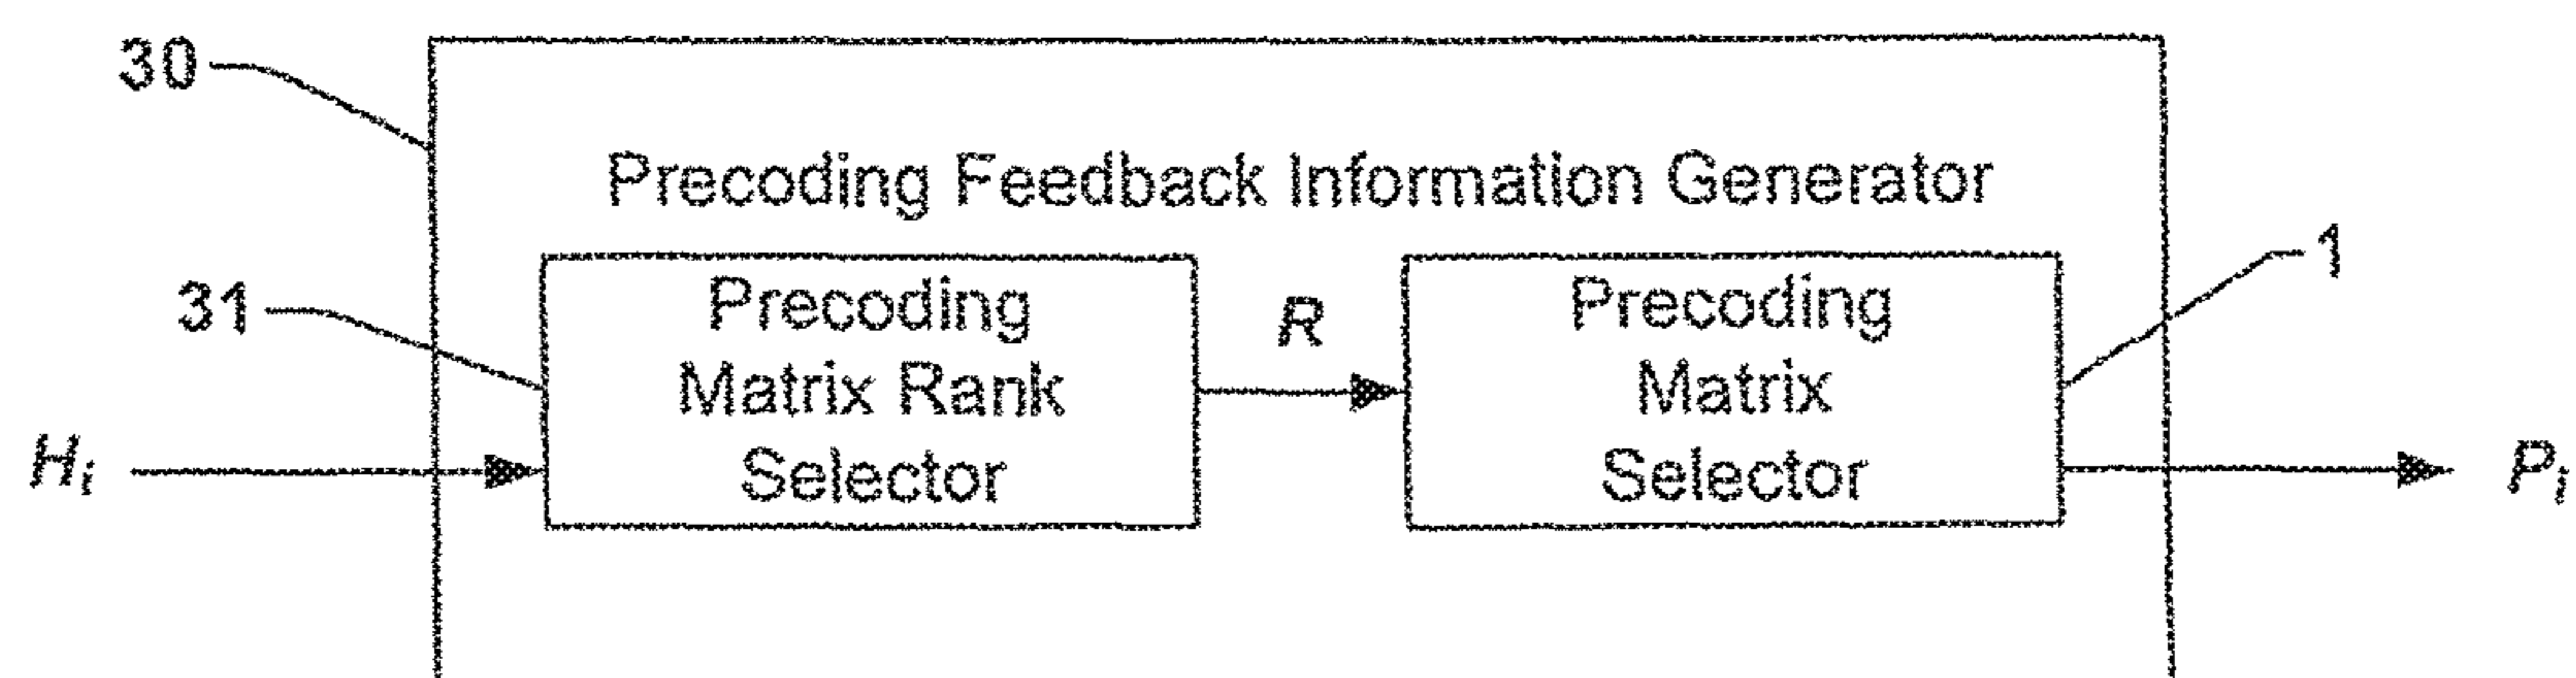 30
Precoding Feedback Information Generator
1
31
Precoding
Matrix Rank
Selector
R
Precoding
Matrix
Selector
Hi
Pi